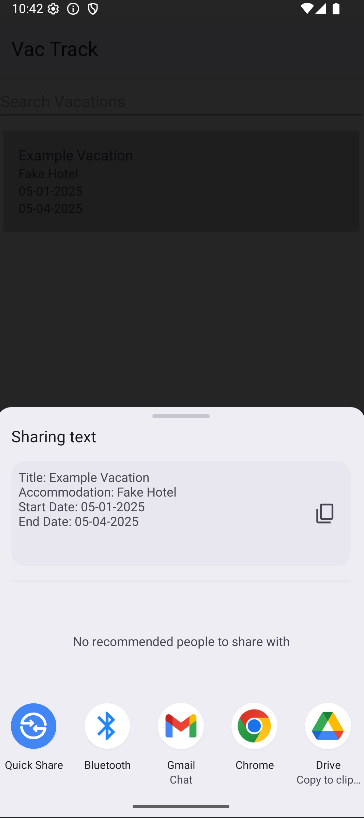 10:42
Vac Track
Search Vacations
Example Vacation
Fake Hotel
05-01-2025
05-04-2025
Sharing text
Title: Example Vacation
Accommodation: Fake Hotel
Start Date: 05-01-2025
End Date: 05-04-2025
No recommended people to share with
Quick Share
Bluetooth
Gmail
Chat
Chrome
Drive
Copy to clip...